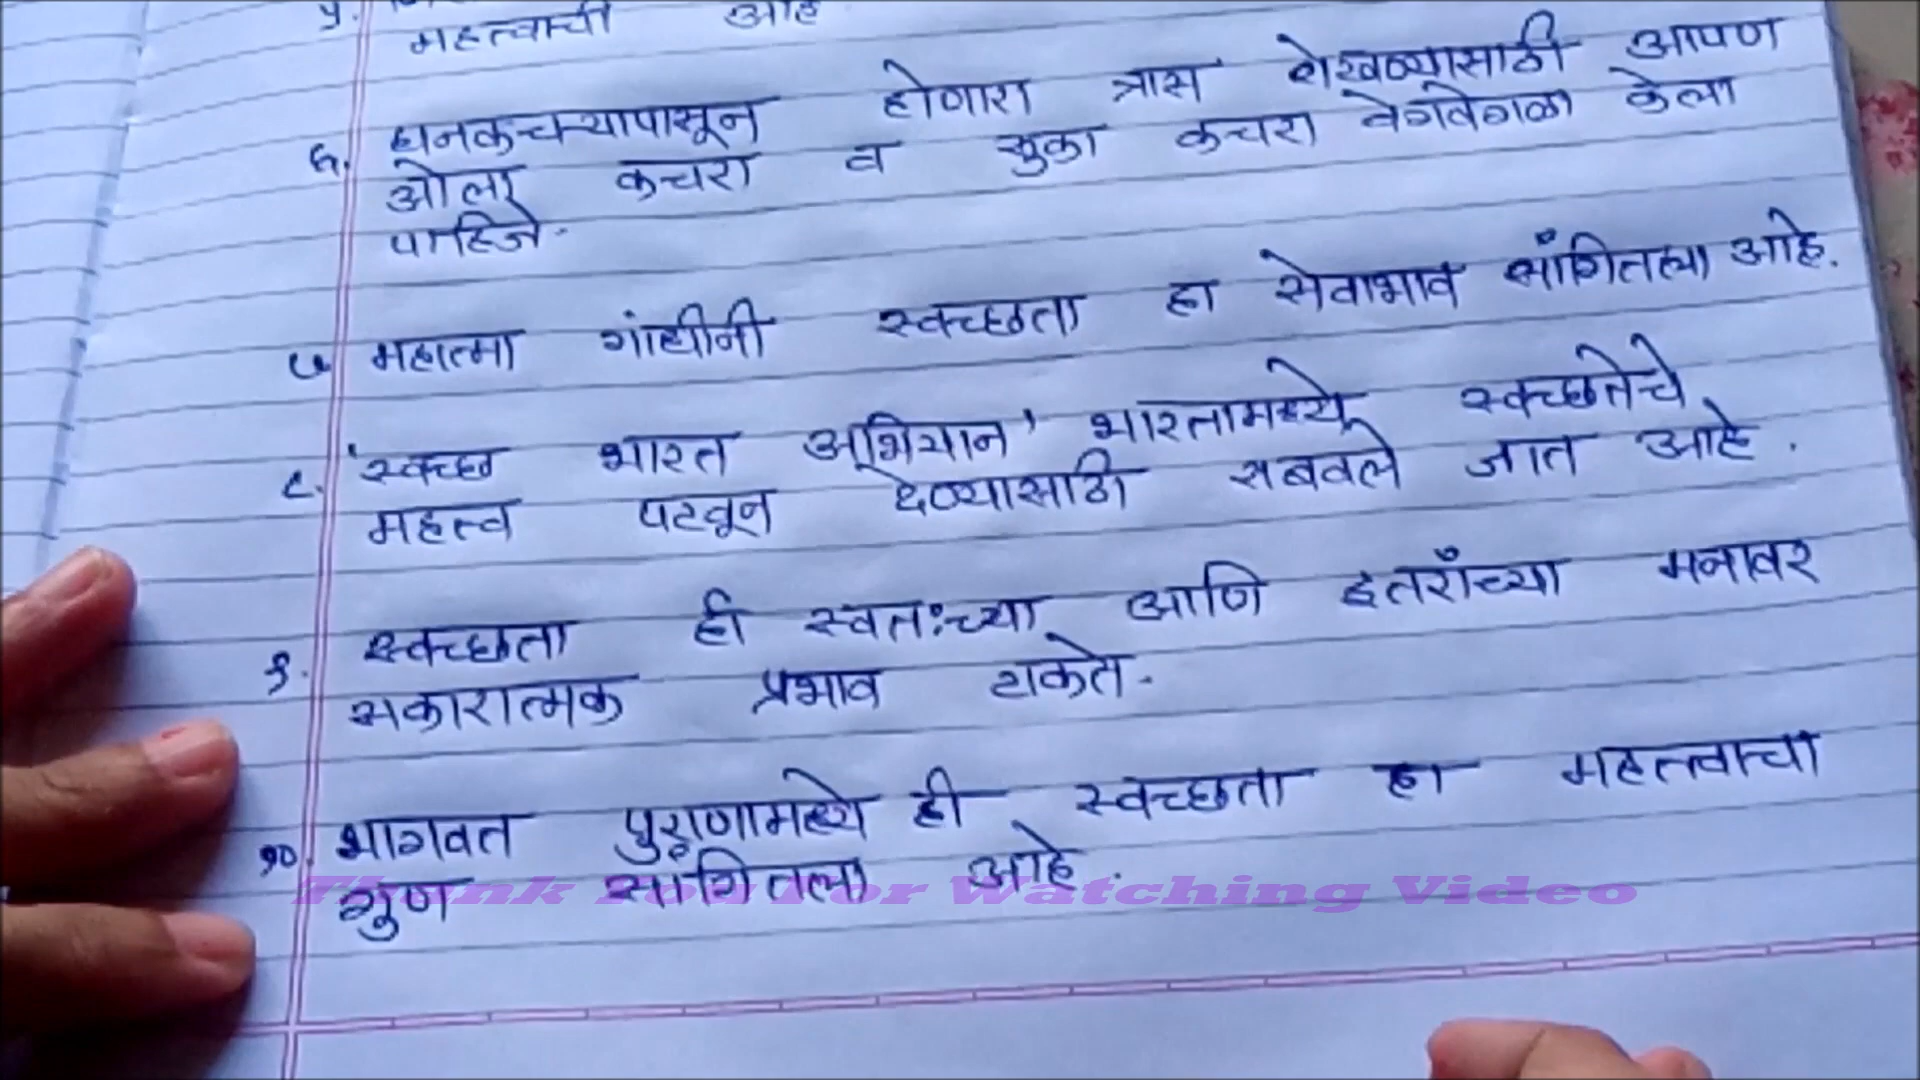 ५.
महत्वाची आहे
६. घनकचऱ्यापासून होणारा त्रास रोखण्यासाठी आपण
ओला कचरा व सुका कचरा वेगवेगळा केला
पाहिजे.
७ महात्मा गांधीनी स्वच्छता हा सेवाभाव साँगितला आहे.
८. 'स्वच्छ भारत अभियान' भारतामध्ये स्वच्छतेचे
महत्त्व पटवून देण्यासाठी राबवले जात आहे.
९. स्वच्छता ही स्वतःच्या आणि इतराँच्या मनावर
सकारात्मक प्रभाव टाकते.
१०. भागवत पुराणामध्ये ही स्वच्छता हा महत्त्वाचा
गुण सांगितला आहे.
Thank You For Watching Video